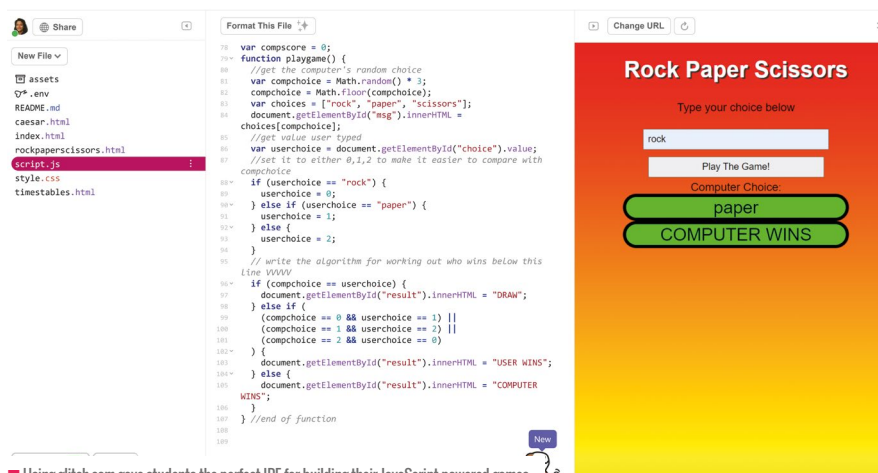 Share
New File
assets
.env
README.md
caesar.html
index.html
rockpaperscissors.html
script.js
style.css
timestables.html
Format This File
78 var compscore = 0;
79 function playgame() {
80 //get the computer's random choice
81 var compchoice = Math.random() * 3;
82 compchoice = Math.floor(compchoice);
83 var choices = ["rock", "paper", "scissors"];
84 document.getElementById("msg").innerHTML =
choices[compchoice];
85 //get value user typed
86 var userchoice = document.getElementById("choice").value;
87 //set it to either 0,1,2 to make it easier to compare with
compchoice
88 if (userchoice == "rock") {
89 userchoice = 0;
90 } else if (userchoice == "paper") {
91 userchoice = 1;
92 } else {
93 userchoice = 2;
94 }
95 // write the algorithm for working out who wins below this
line VVVVV
96 if (compchoice == userchoice) {
97 document.getElementById("result").innerHTML = "DRAW";
98 } else if (
99 (compchoice == 0 && userchoice == 1) ||
100 (compchoice == 1 && userchoice == 2) ||
101 (compchoice == 2 && userchoice == 0)
102 ) {
103 document.getElementById("result").innerHTML = "USER WINS";
104 } else {
105 document.getElementById("result").innerHTML = "COMPUTER
WINS";
106 }
107 } //end of function
108
109
New
Change URL
Rock Paper Scissors
Type your choice below
rock
Play The Game!
Computer Choice:
paper
COMPUTER WINS